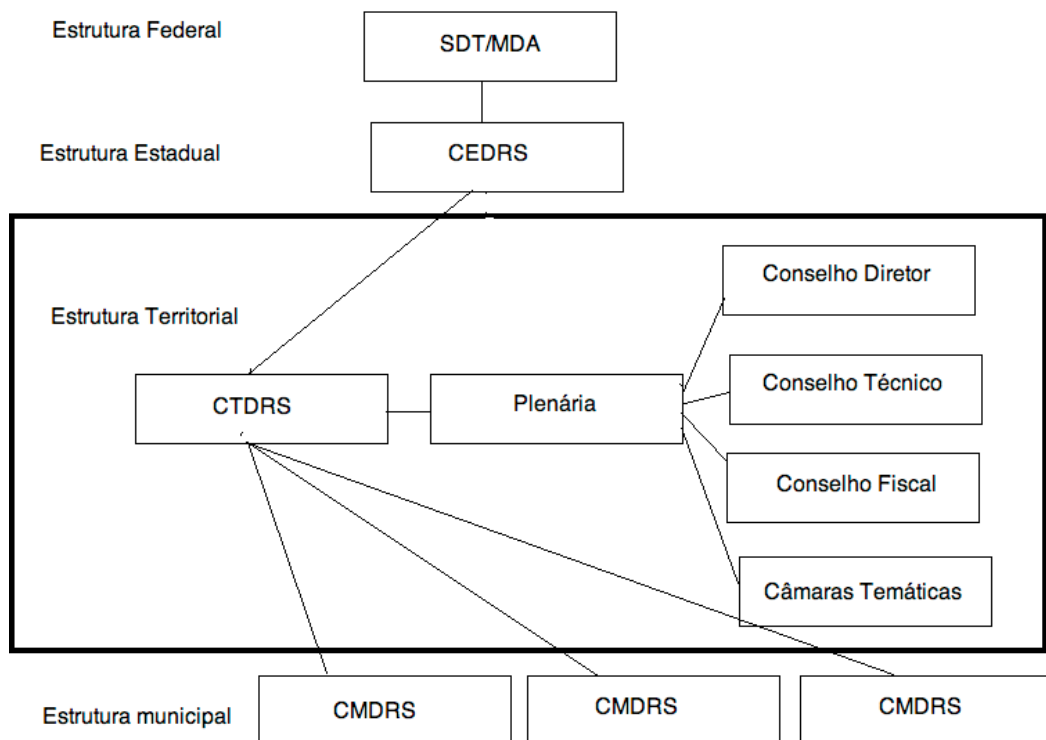 Estrutura Federal
SDT/MDA
Estrutura Estadual
CEDRS
Conselho Diretor
Estrutura Territorial
Conselho Técnico
CTDRS
Plenária
Conselho Fiscal
Câmaras Temáticas
Estrutura municipal
CMDRS
CMDRS
CMDRS